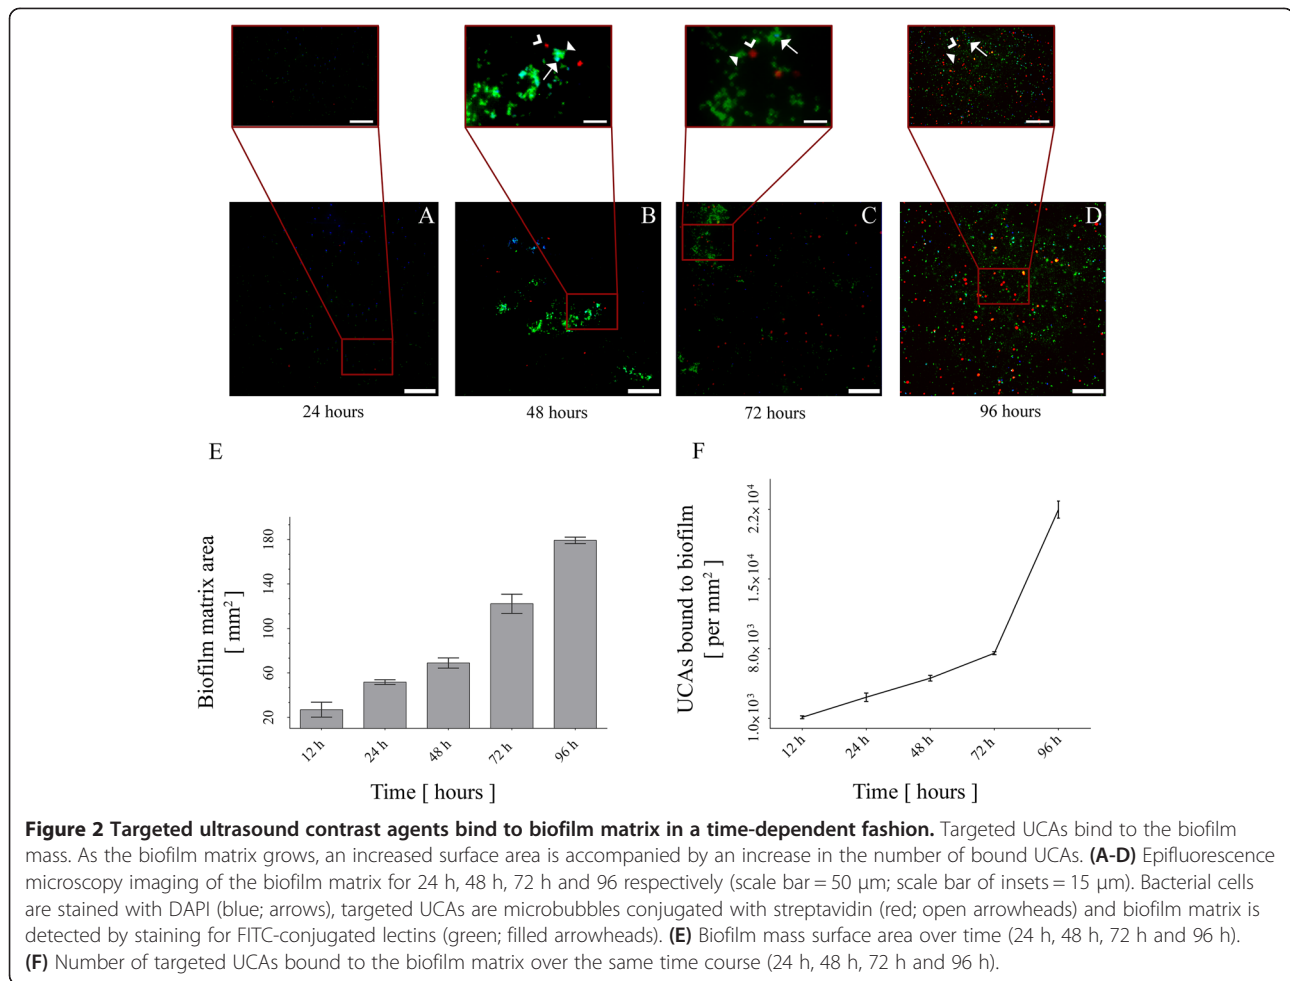 A
B
C
D
24 hours
48 hours
72 hours
96 hours
E
F
Biofilm matrix area
[ mm²]
180
140
100
60
20
12 h
24 h
48 h
72 h
96 h
Time [ hours ]
UCAs bound to biofilm
[ per mm² ]
2.2×10⁴
1.5×10⁴
8.0×10³
1.0×10³
12 h
24 h
48 h
72 h
96 h
Time [ hours ]
Figure 2 Targeted ultrasound contrast agents bind to biofilm matrix in a time-dependent fashion. Targeted UCAs bind to the biofilm
mass. As the biofilm matrix grows, an increased surface area is accompanied by an increase in the number of bound UCAs. (A-D) Epifluorescence
microscopy imaging of the biofilm matrix for 24 h, 48 h, 72 h and 96 respectively (scale bar = 50 μm; scale bar of insets = 15 μm). Bacterial cells
are stained with DAPI (blue; arrows), targeted UCAs are microbubbles conjugated with streptavidin (red; open arrowheads) and biofilm matrix is
detected by staining for FITC-conjugated lectins (green; filled arrowheads). (E) Biofilm mass surface area over time (24 h, 48 h, 72 h and 96 h).
(F) Number of targeted UCAs bound to the biofilm matrix over the same time course (24 h, 48 h, 72 h and 96 h).